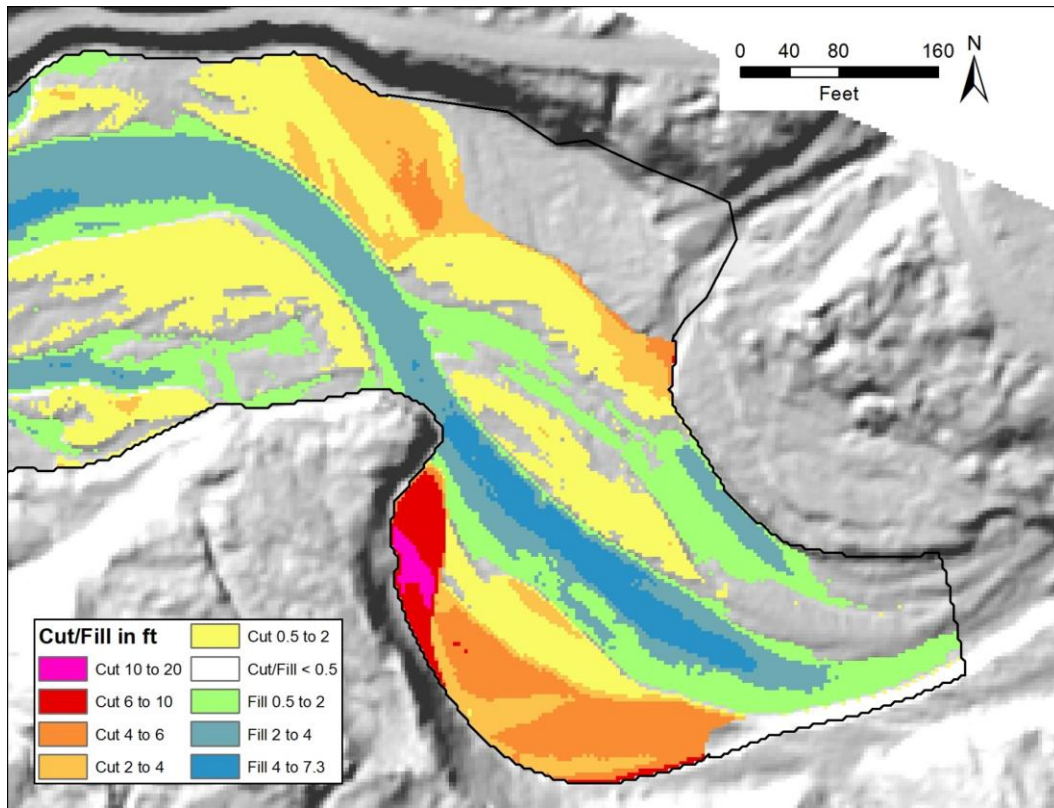 0 40 80 160
Feet
N
Cut/Fill in ft
Cut 10 to 20
Cut 6 to 10
Cut 4 to 6
Cut 2 to 4
Cut 0.5 to 2
Cut/Fill < 0.5
Fill 0.5 to 2
Fill 2 to 4
Fill 4 to 7.3